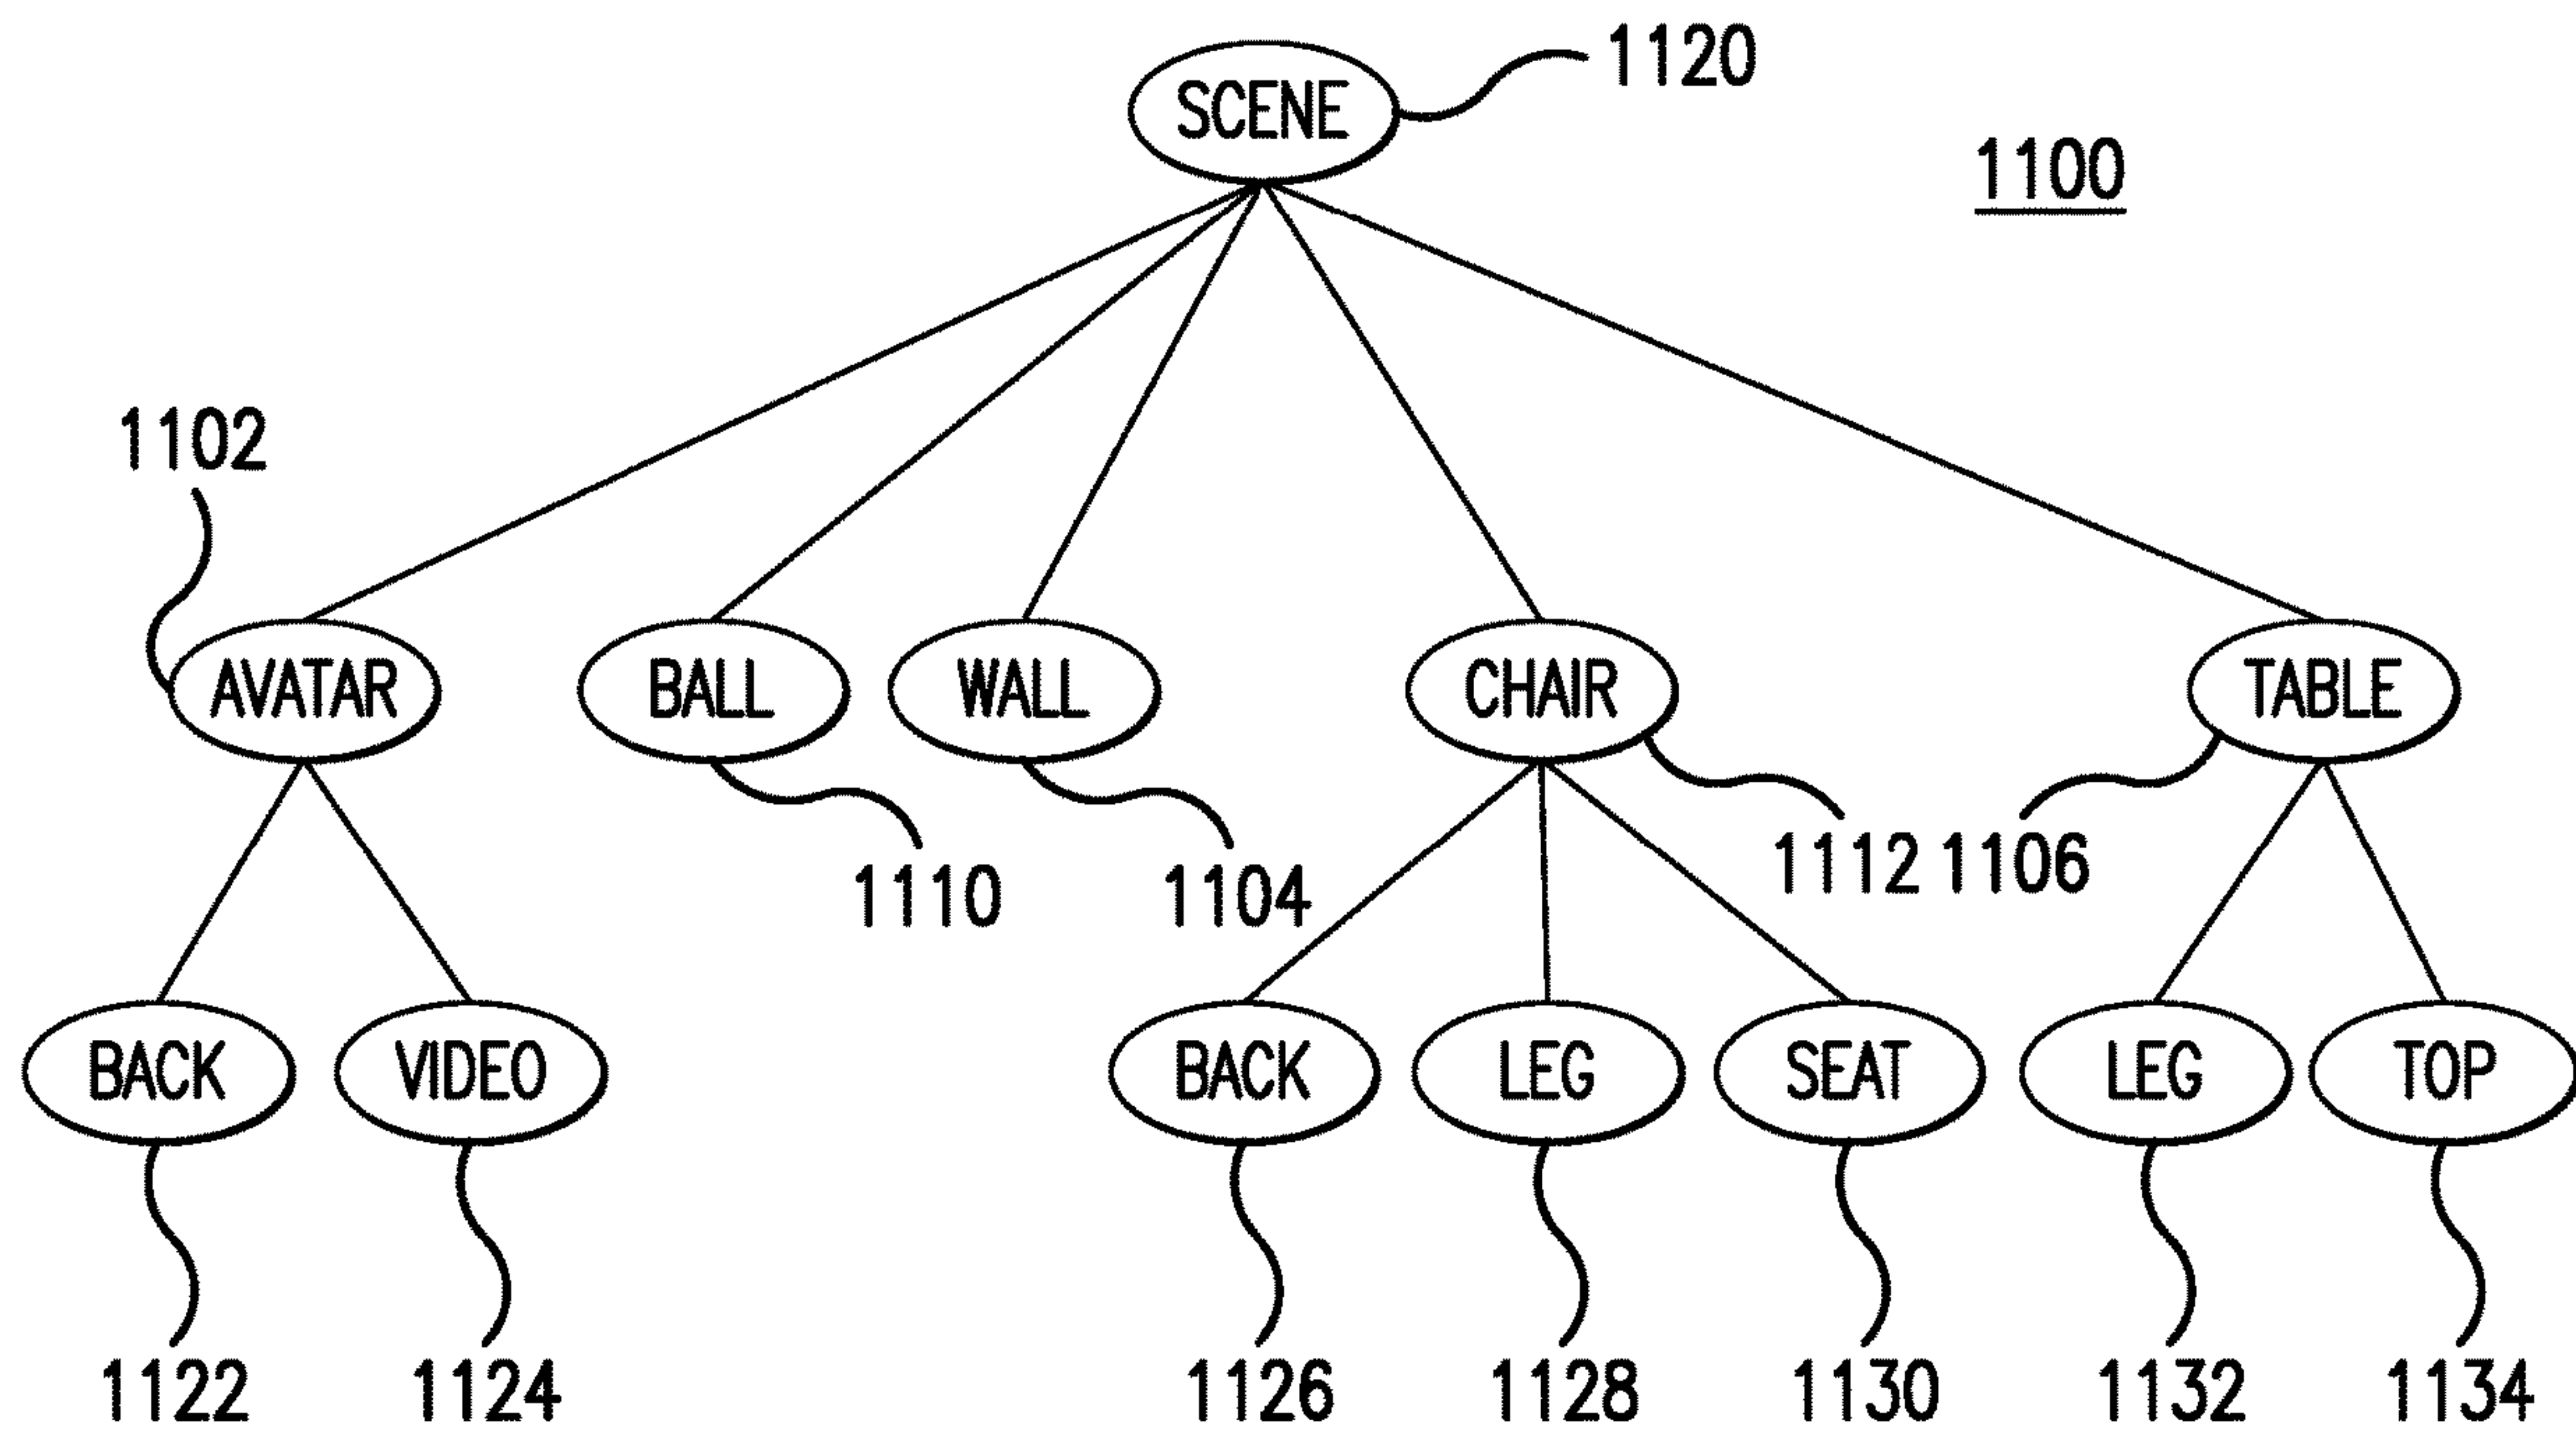 SCENE 1120
1100
1102
AVATAR BALL WALL CHAIR TABLE
1110 1104 1112 1106
BACK VIDEO BACK LEG SEAT LEG TOP
1122 1124 1126 1128 1130 1132 1134